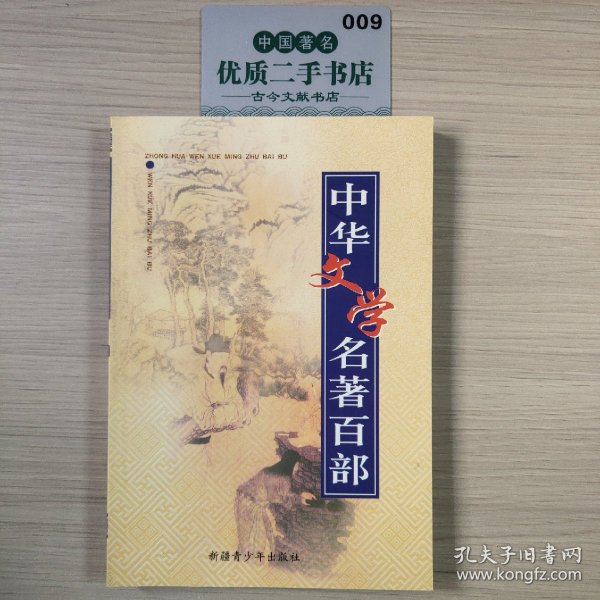 009
中国著名
优质二手书店
古今文献书店
ZHONG HUA WEN XUE MING ZHU BAI BU
WEN XUE MING ZHU BAI BU
中华文学名著百部
新疆青少年出版社
孔夫子旧书网
www.kongfz.com